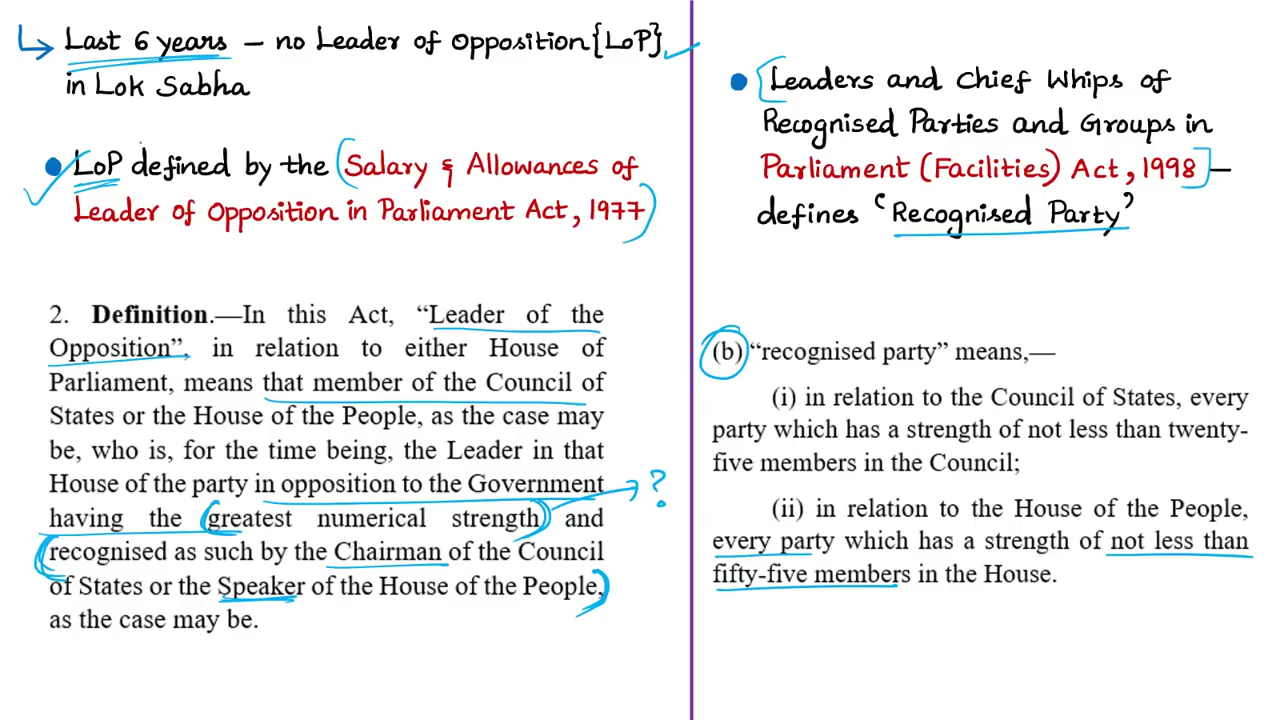 Last 6 years – no Leader of Opposition{LoP}
in Lok Sabha
LoP defined by the Salary & Allowances of
Leader of Opposition in Parliament Act, 1977
2. Definition.—In this Act, “Leader of the
Opposition”, in relation to either House of
Parliament, means that member of the Council of
States or the House of the People, as the case may
be, who is, for the time being, the Leader in that
House of the party in opposition to the Government
having the (greatest numerical strength) and → ?
(recognised as such by the Chairman of the Council
of States or the Speaker of the House of the People,)
as the case may be.
[Leaders and Chief Whips of
Recognised Parties and Groups in
Parliament (Facilities) Act, 1998] –
defines ‘Recognised Party’
(b) “recognised party” means,—
(i) in relation to the Council of States, every
party which has a strength of not less than twenty-
five members in the Council;
(ii) in relation to the House of the People,
every party which has a strength of not less than
fifty-five members in the House.